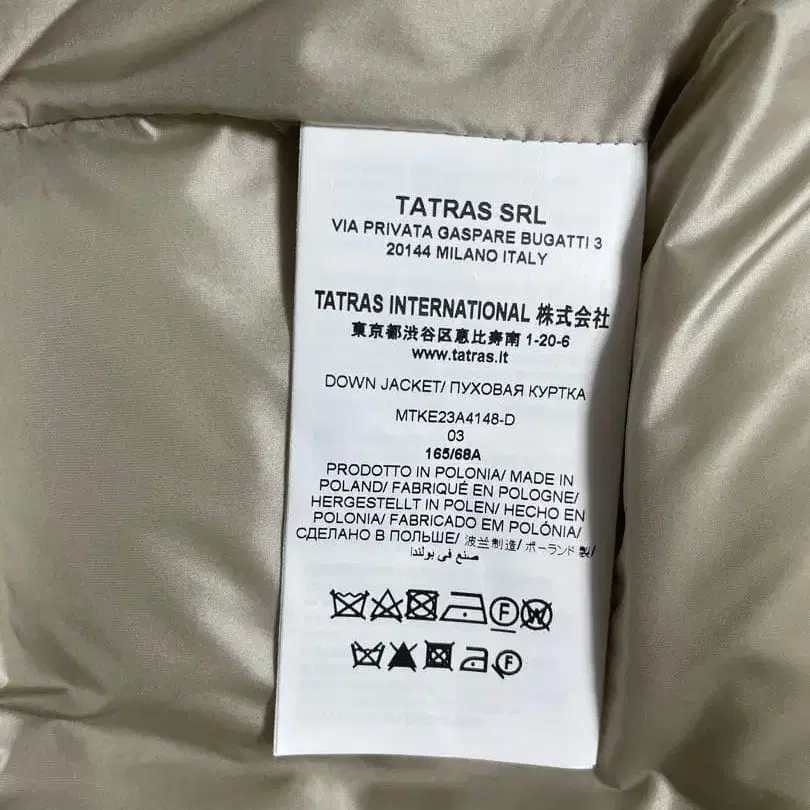 TATRAS SRL
VIA PRIVATA GASPARE BUGATTI 3
20144 MILANO ITALY
TATRAS INTERNATIONAL 株式会社
東京都渋谷区恵比寿南 1-20-6
www.tatras.it
DOWN JACKET/ ПУХОВАЯ КУРТКА
MTKE23A4148-D
03
165/68A
PRODOTTO IN POLONIA/ MADE IN
POLAND/ FABRIQUÉ EN POLOGNE/
HERGESTELLT IN POLEN/ HECHO EN
POLONIA/ FABRICADO EM POLÓNIA/
СДЕЛАНО В ПОЛЬШЕ/ 波兰制造/ ポーランド 製/
صنع في بولندا
F W
F